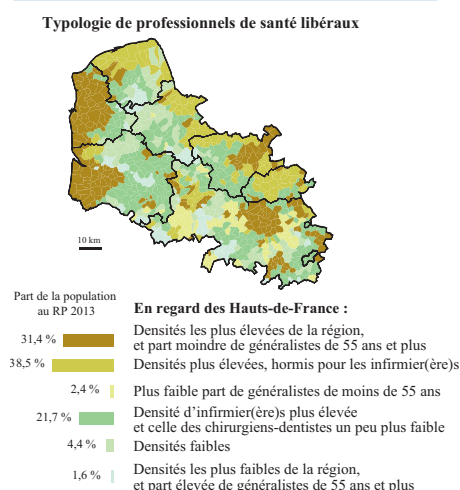 Typologie de professionnels de santé libéraux
10 km
Part de la population
au RP 2013
En regard des Hauts-de-France :
31,4 %
Densités les plus élevées de la région,
et part moindre de généralistes de 55 ans et plus
38,5 %
Densités plus élevées, hormis pour les infirmier(ère)s
2,4 %
Plus faible part de généralistes de moins de 55 ans
21,7 %
Densité d'infirmier(ère)s plus élevée
et celle des chirurgiens-dentistes un peu plus faible
4,4 %
Densités faibles
1,6 %
Densités les plus faibles de la région,
et part élevée de généralistes de 55 ans et plus